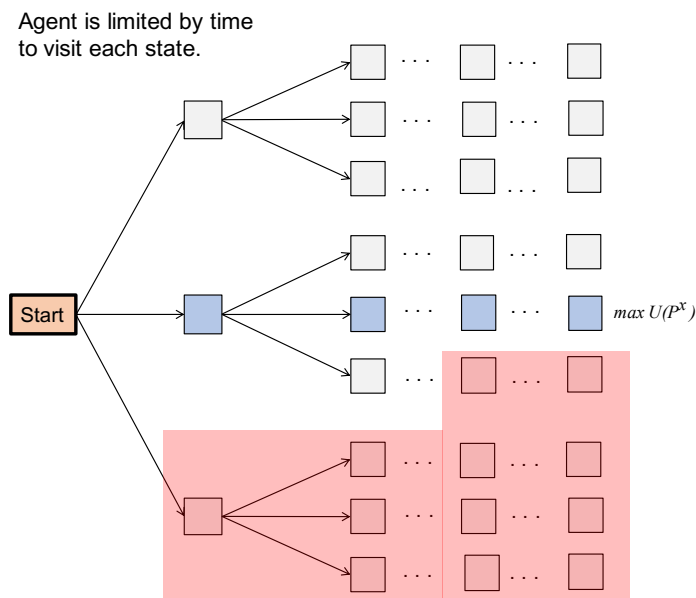 Agent is limited by time
to visit each state.
. . . . . .
. . . . . .
. . . . . .
. . . . . .
Start
. . . . . . max U(P^x)
. . . . . .
. . . . . .
. . . . . .
. . . . . .